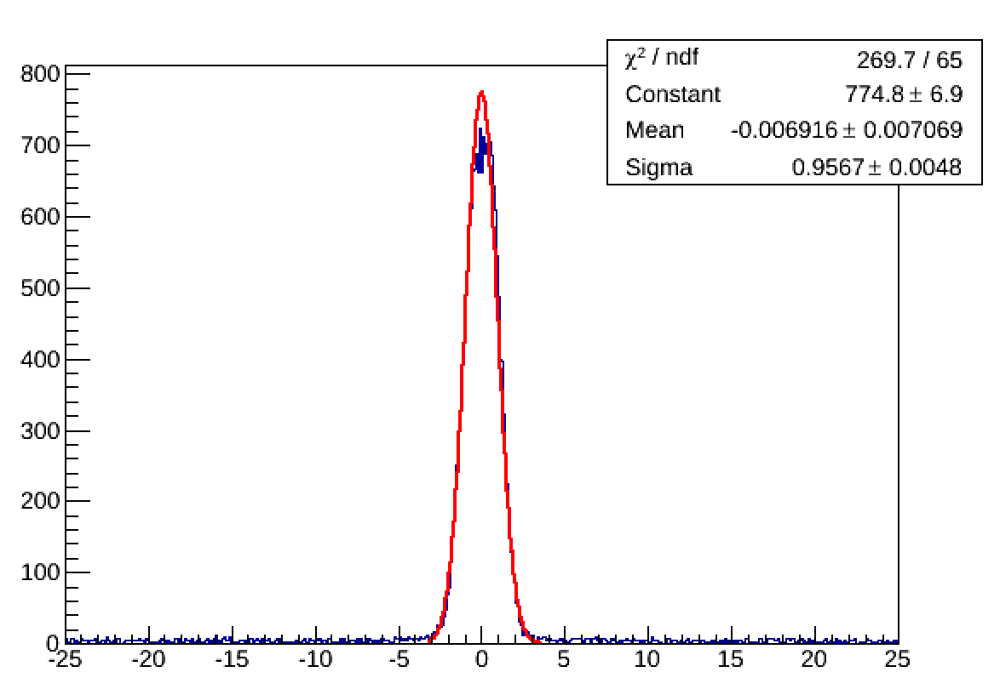 χ² / ndf 269.7 / 65
Constant 774.8 ± 6.9
Mean -0.006916 ± 0.007069
Sigma 0.9567 ± 0.0048
800
700
600
500
400
300
200
100
0
-25 -20 -15 -10 -5 0 5 10 15 20 25